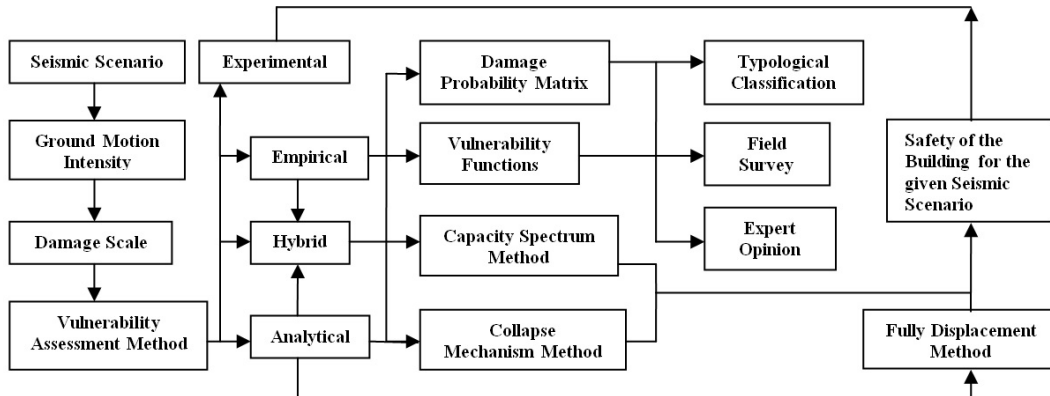 Seismic Scenario
Ground Motion
Intensity
Damage Scale
Vulnerability
Assessment Method
Experimental
Empirical
Hybrid
Analytical
Damage
Probability Matrix
Vulnerability
Functions
Capacity Spectrum
Method
Collapse
Mechanism Method
Typological
Classification
Field
Survey
Expert
Opinion
Safety of the
Building for the
given Seismic
Scenario
Fully Displacement
Method